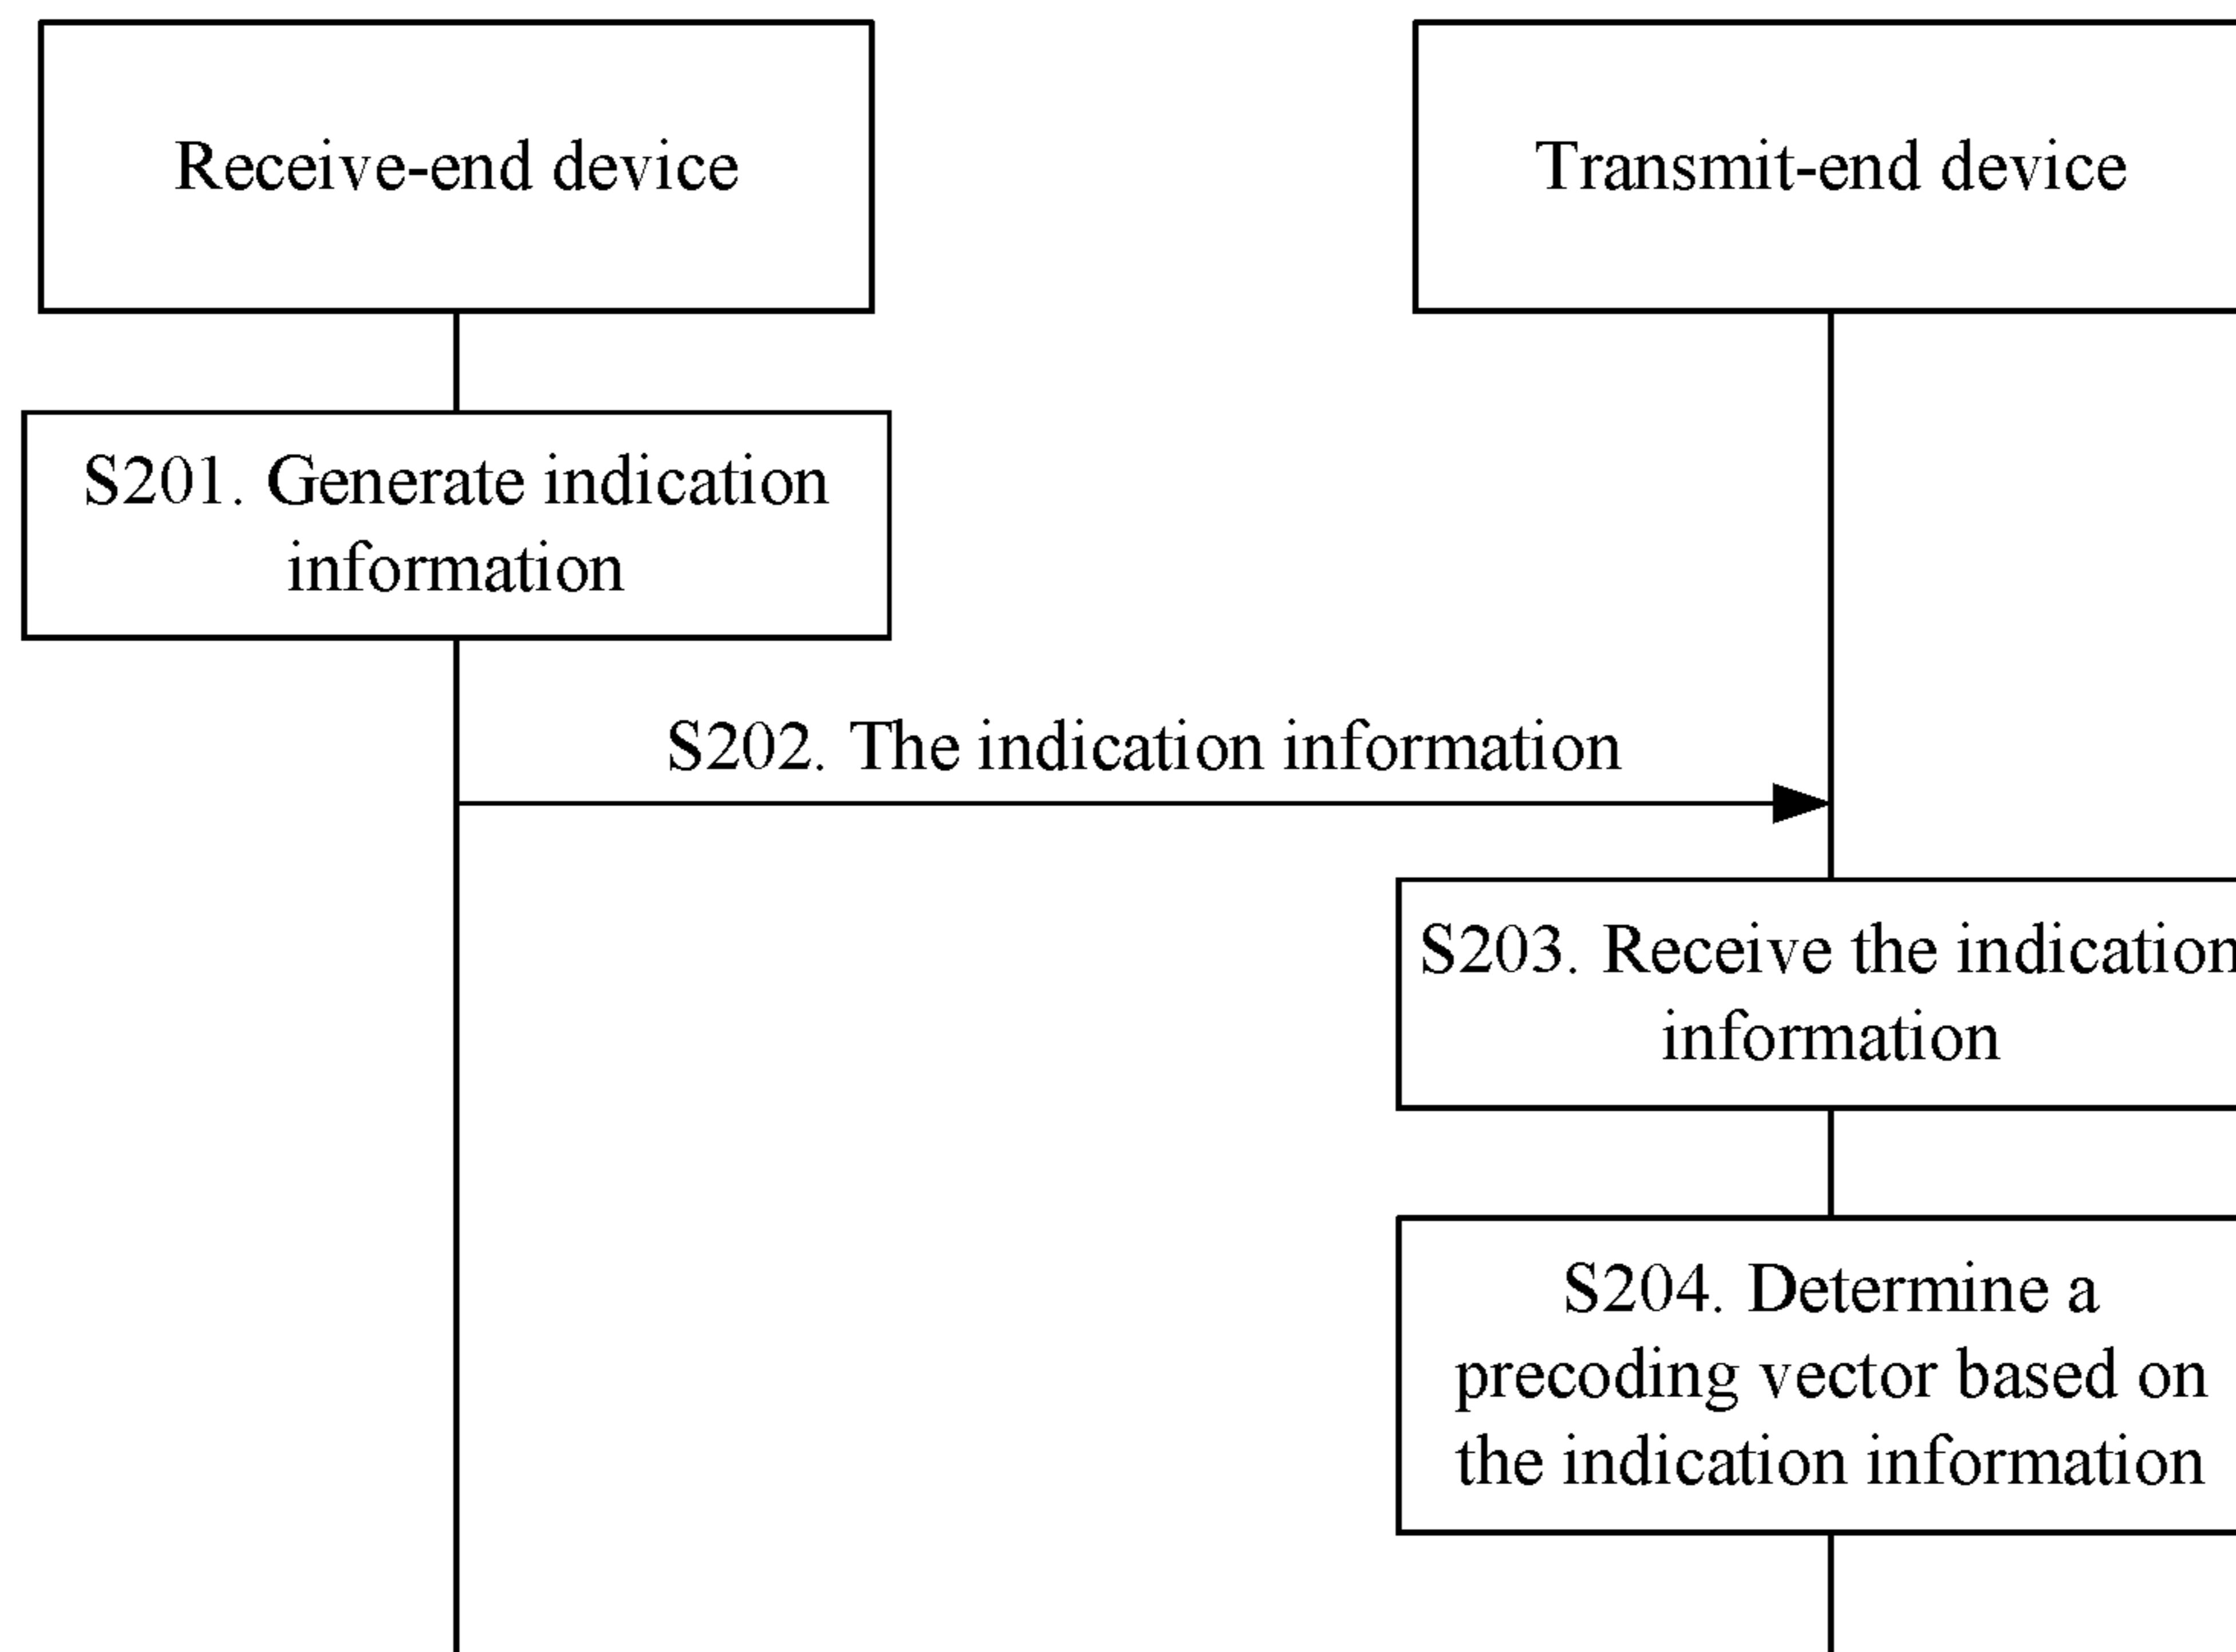 Receive-end device
Transmit-end device
S201. Generate indication
information
S202. The indication information
S203. Receive the indication
information
S204. Determine a
precoding vector based on
the indication information